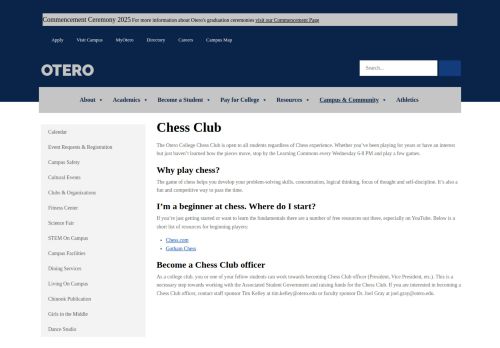 Commencement Ceremony 2025 For more information about Otero's graduation ceremonies visit our Commencement Page
Apply Visit Campus MyOtero Directory Careers Campus Map
OTERO
Search...
About Academics Become a Student Pay for College Resources Campus & Community Athletics
Calendar
Event Requests & Registration
Campus Safety
Cultural Events
Clubs & Organizations
Fitness Center
Science Fair
STEM On Campus
Campus Facilities
Dining Services
Living On Campus
Chinook Publication
Girls in the Middle
Dance Studio
Chess Club
The Otero College Chess Club is open to all students regardless of Chess experience. Whether you've been playing for years or have an interest
but just haven't learned how the pieces move, stop by the Learning Commons every Wednesday 6-8 PM and play a few games.
Why play chess?
The game of chess helps you develop your problem-solving skills, concentration, logical thinking, focus of thought and self-discipline. It's also a
fun and competitive way to pass the time.
I'm a beginner at chess. Where do I start?
If you're just getting started or want to learn the fundamentals there are a number of free resources out there, especially on YouTube. Below is a
short list of resources for beginning players:
Chess.com
Gotham Chess
Become a Chess Club officer
As a college club, you or one of your fellow students can work towards becoming Chess Club officer (President, Vice President, etc.). This is a
necessary step towards working with the Associated Student Government and raising funds for the Chess Club. If you are interested in becoming a
Chess Club officer, contact staff sponsor Tim Kelley at tim.kelley@otero.edu or faculty sponsor Dr. Joel Gray at joel.gray@otero.edu.